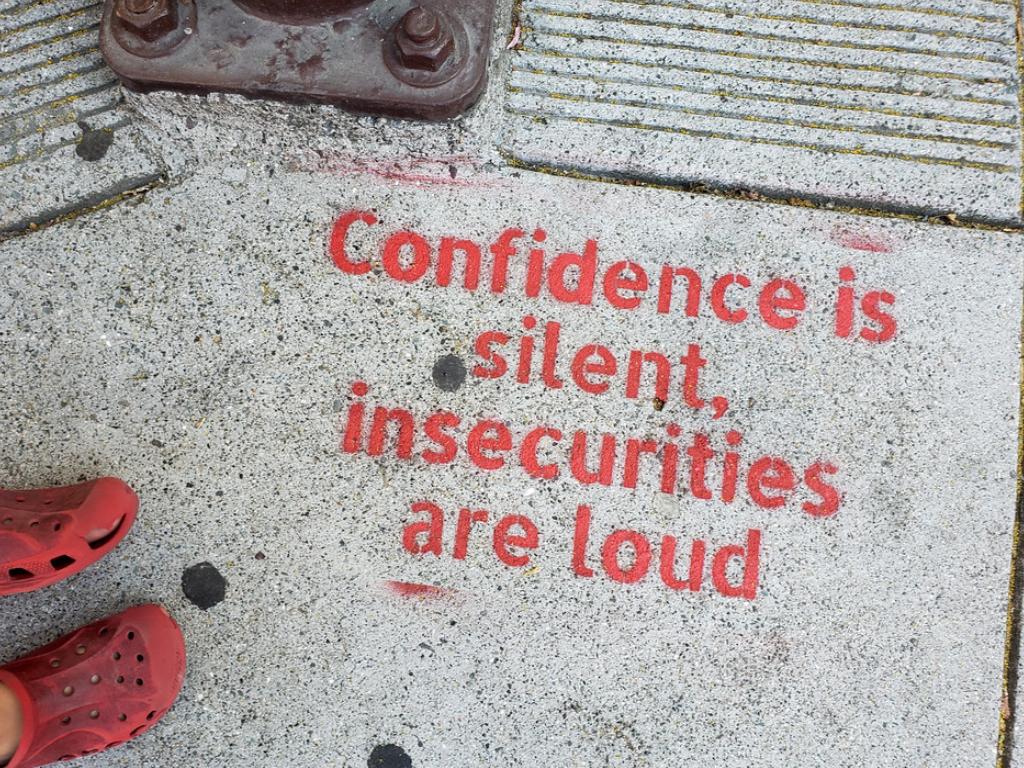 Confidence is
silent,
insecurities
are loud